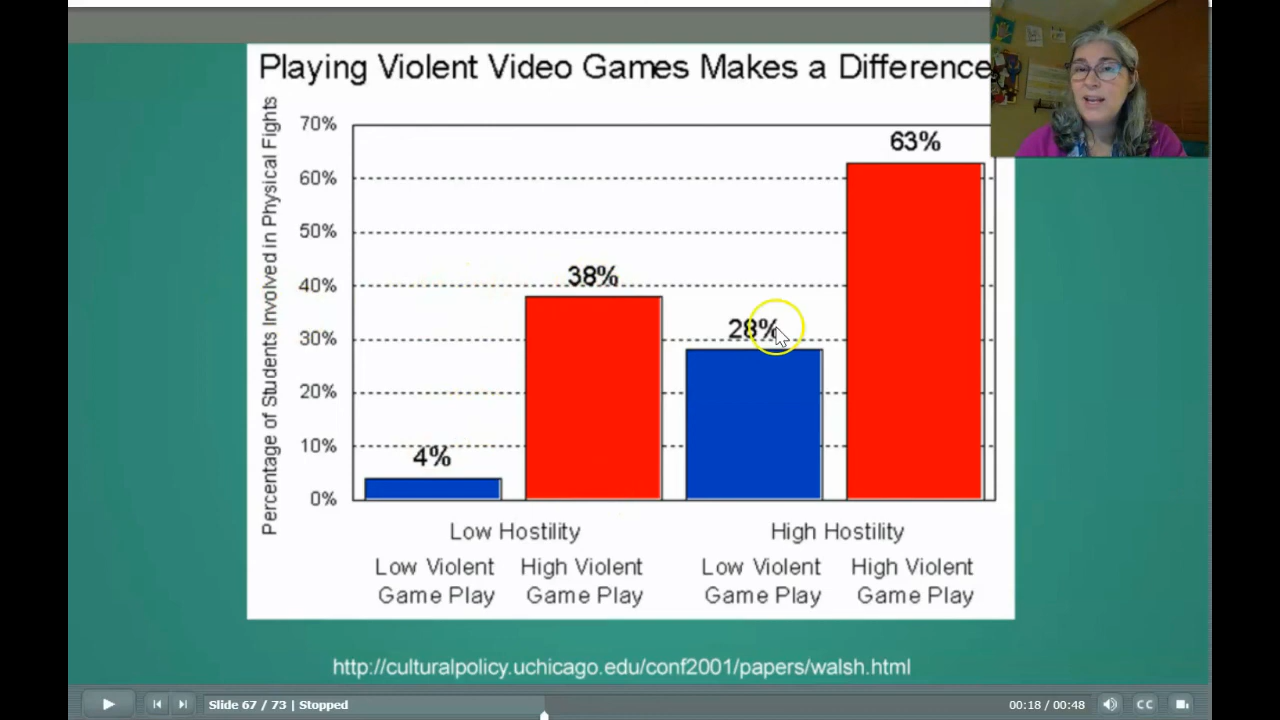 Playing Violent Video Games Makes a Difference
Percentage of Students Involved in Physical Fights
70%
60%
50%
40%
30%
20%
10%
0%
4%
38%
28%
63%
Low Hostility
High Hostility
Low Violent
Game Play
High Violent
Game Play
Low Violent
Game Play
High Violent
Game Play
http://culturalpolicy.uchicago.edu/conf2001/papers/walsh.html
Slide 67 / 73 | Stopped
00:18 / 00:48
CC